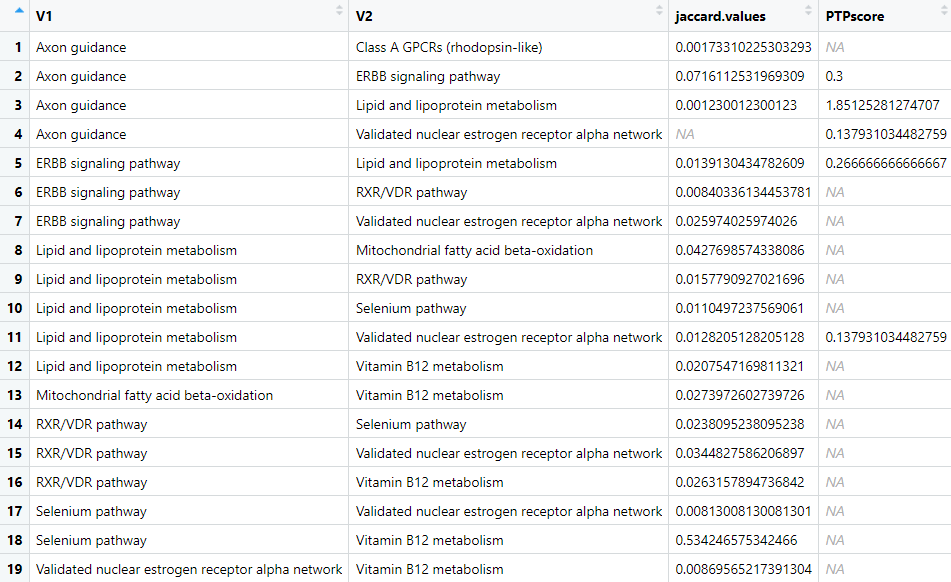 V1 V2 jaccard.values PTPscore
1 Axon guidance Class A GPCRs (rhodopsin-like) 0.00173310225303293 NA
2 Axon guidance ERBB signaling pathway 0.0716112531969309 0.3
3 Axon guidance Lipid and lipoprotein metabolism 0.001230012300123 1.85125281274707
4 Axon guidance Validated nuclear estrogen receptor alpha network NA 0.137931034482759
5 ERBB signaling pathway Lipid and lipoprotein metabolism 0.0139130434782609 0.266666666666667
6 ERBB signaling pathway RXR/VDR pathway 0.00840336134453781 NA
7 ERBB signaling pathway Validated nuclear estrogen receptor alpha network 0.025974025974026 NA
8 Lipid and lipoprotein metabolism Mitochondrial fatty acid beta-oxidation 0.0427698574338086 NA
9 Lipid and lipoprotein metabolism RXR/VDR pathway 0.0157790927021696 NA
10 Lipid and lipoprotein metabolism Selenium pathway 0.0110497237569061 NA
11 Lipid and lipoprotein metabolism Validated nuclear estrogen receptor alpha network 0.0128205128205128 0.137931034482759
12 Lipid and lipoprotein metabolism Vitamin B12 metabolism 0.0207547169811321 NA
13 Mitochondrial fatty acid beta-oxidation Vitamin B12 metabolism 0.0273972602739726 NA
14 RXR/VDR pathway Selenium pathway 0.0238095238095238 NA
15 RXR/VDR pathway Validated nuclear estrogen receptor alpha network 0.0344827586206897 NA
16 RXR/VDR pathway Vitamin B12 metabolism 0.0263157894736842 NA
17 Selenium pathway Validated nuclear estrogen receptor alpha network 0.00813008130081301 NA
18 Selenium pathway Vitamin B12 metabolism 0.534246575342466 NA
19 Validated nuclear estrogen receptor alpha network Vitamin B12 metabolism 0.00869565217391304 NA